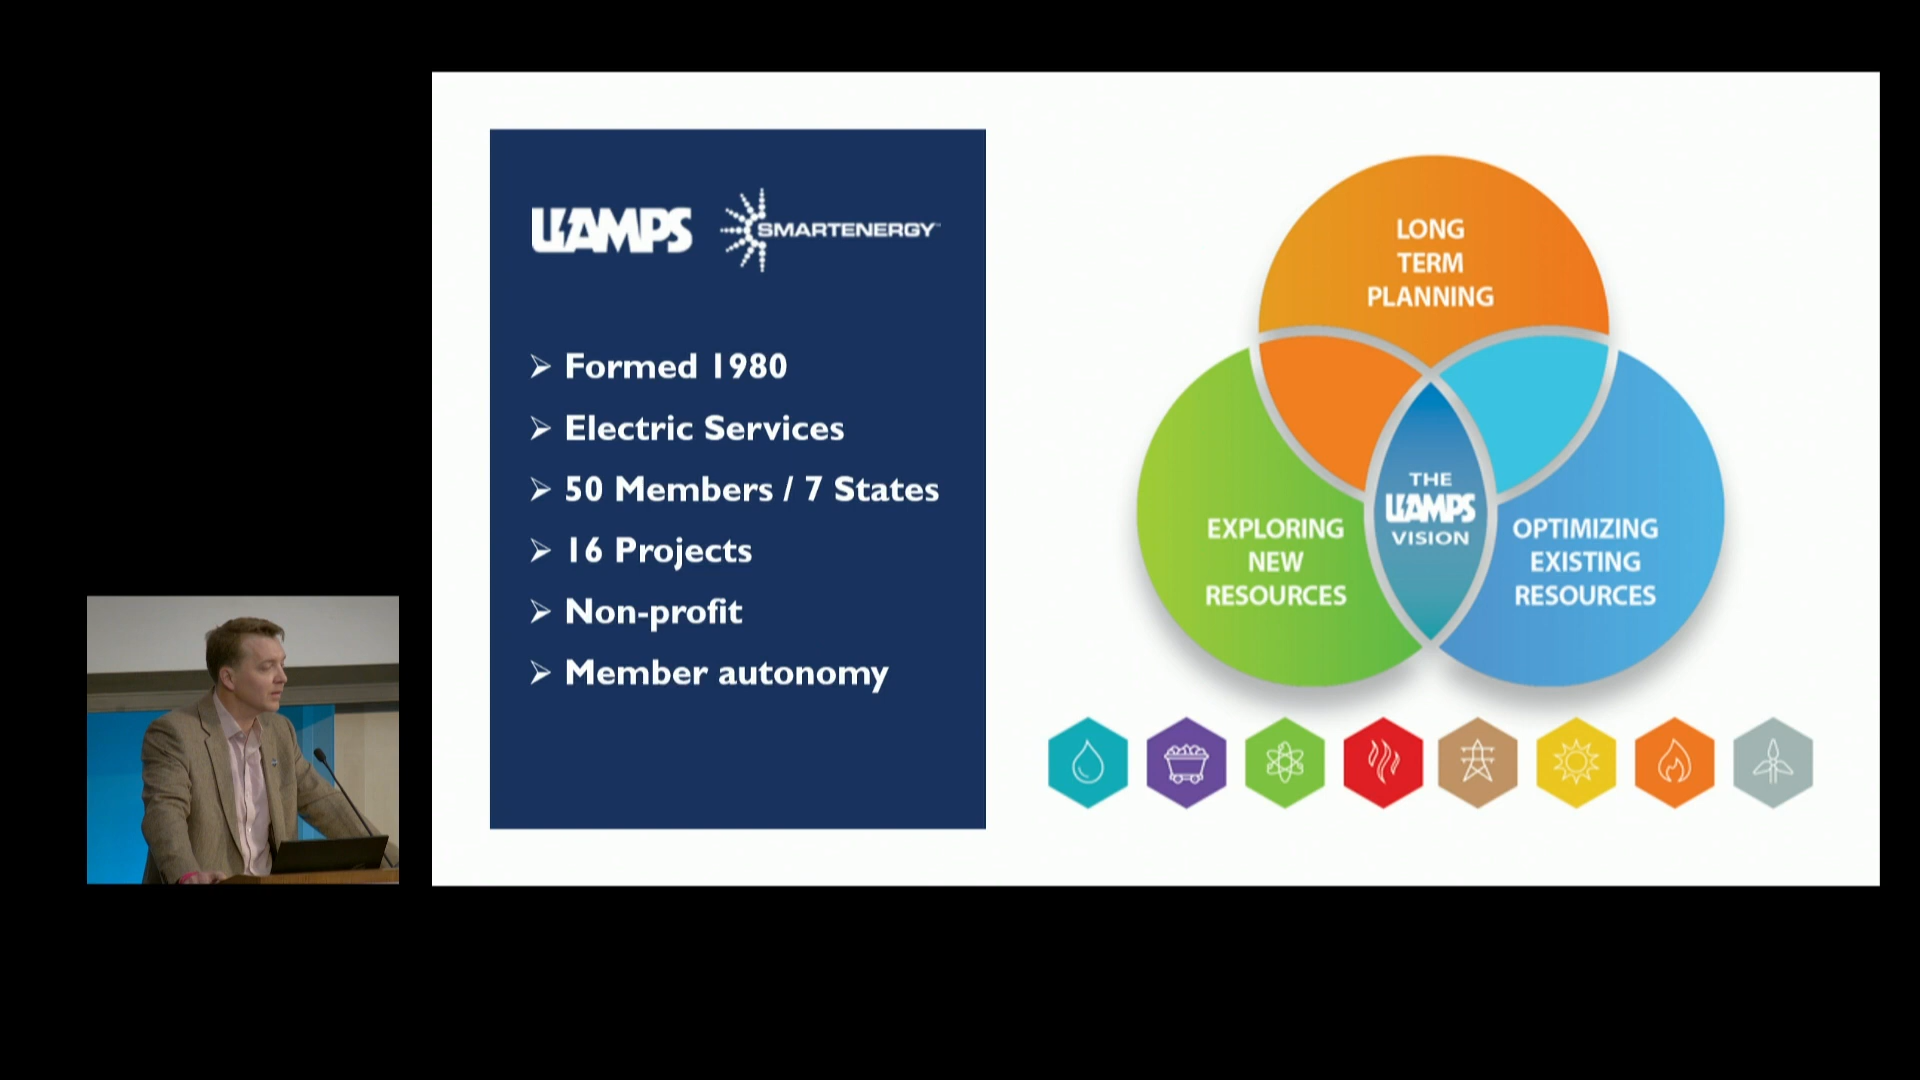 UAMPS SMARTENERGY
Formed 1980
Electric Services
50 Members / 7 States
16 Projects
Non-profit
Member autonomy
LONG
TERM
PLANNING
EXPLORING
NEW
RESOURCES
THE
UAMPS
VISION
OPTIMIZING
EXISTING
RESOURCES